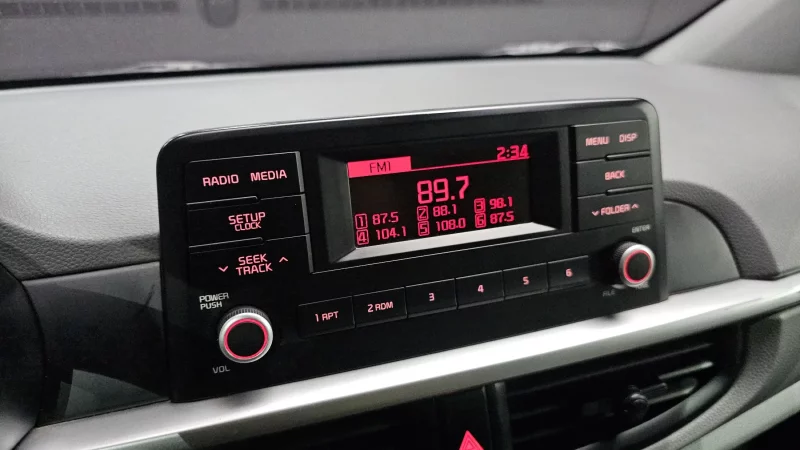 RADIO MEDIA
SETUP
CLOCK
SEEK
TRACK
POWER
PUSH
VOL
FM1 2:34
89.7
1 87.5 2 88.1 3 98.1
4 104.1 5 108.0 6 87.5
MENU DISP
BACK
FOLDER
ENTER
1 RPT 2 RDM 3 4 5 6